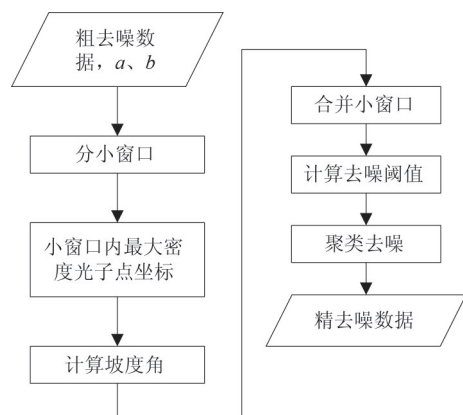 粗去噪数
据，a、b
分小窗口
小窗口内最大密
度光子点坐标
计算坡度角
合并小窗口
计算去噪阈值
聚类去噪
精去噪数据